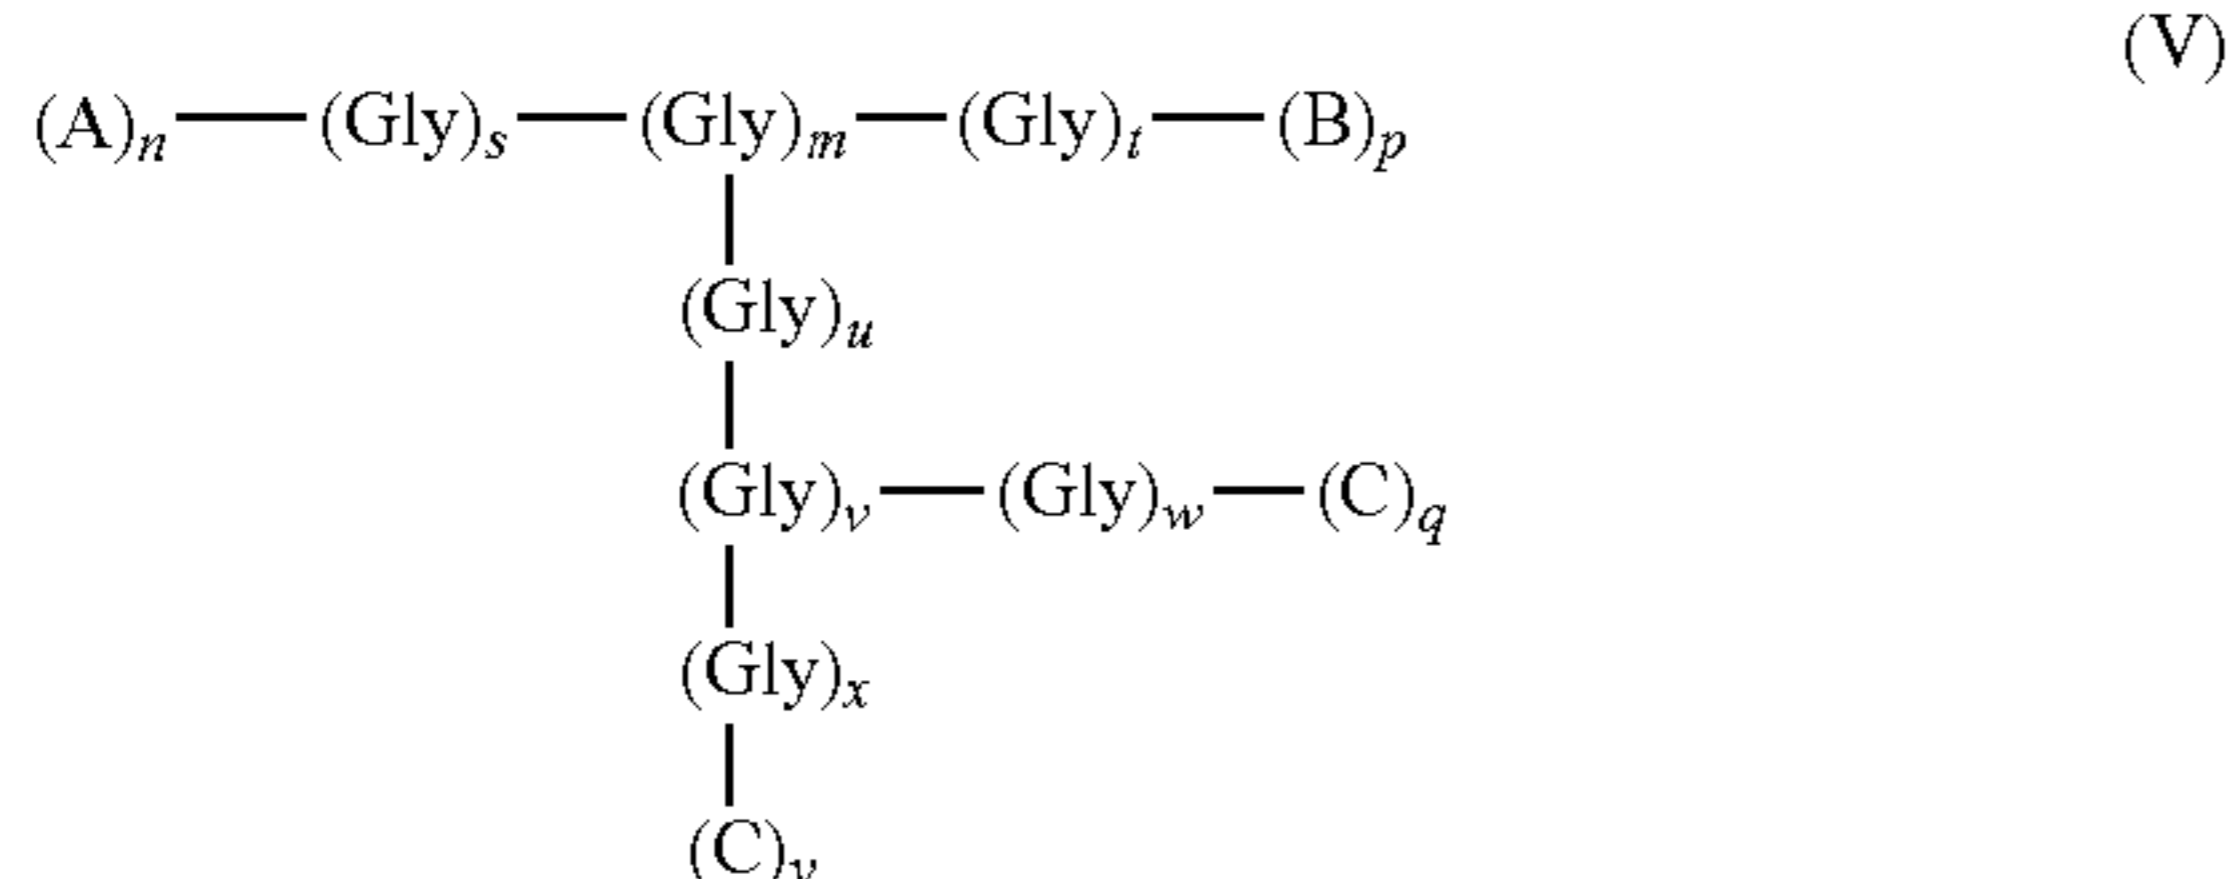 (V)
(A)n—(Gly)s—(Gly)m—(Gly)t—(B)p
(Gly)u
(Gly)v—(Gly)w—(C)q
(Gly)x
(C)y